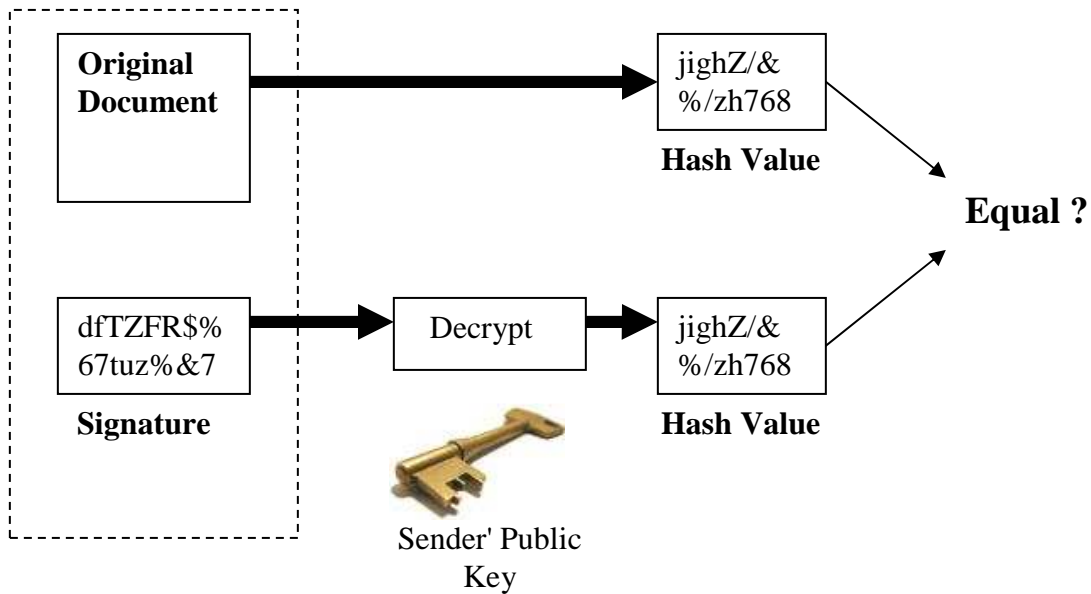 Original
Document
jighZ/&
%/zh768
Hash Value
Equal ?
dfTZFR$%
67tuz%&7
Signature
Decrypt
jighZ/&
%/zh768
Hash Value
Sender' Public
Key